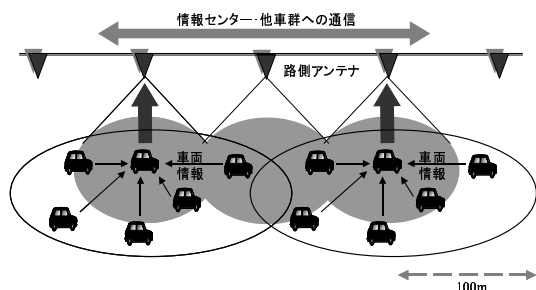 情報センター・他車群への通信
路側アンテナ
車両
情報
車両
情報
100m